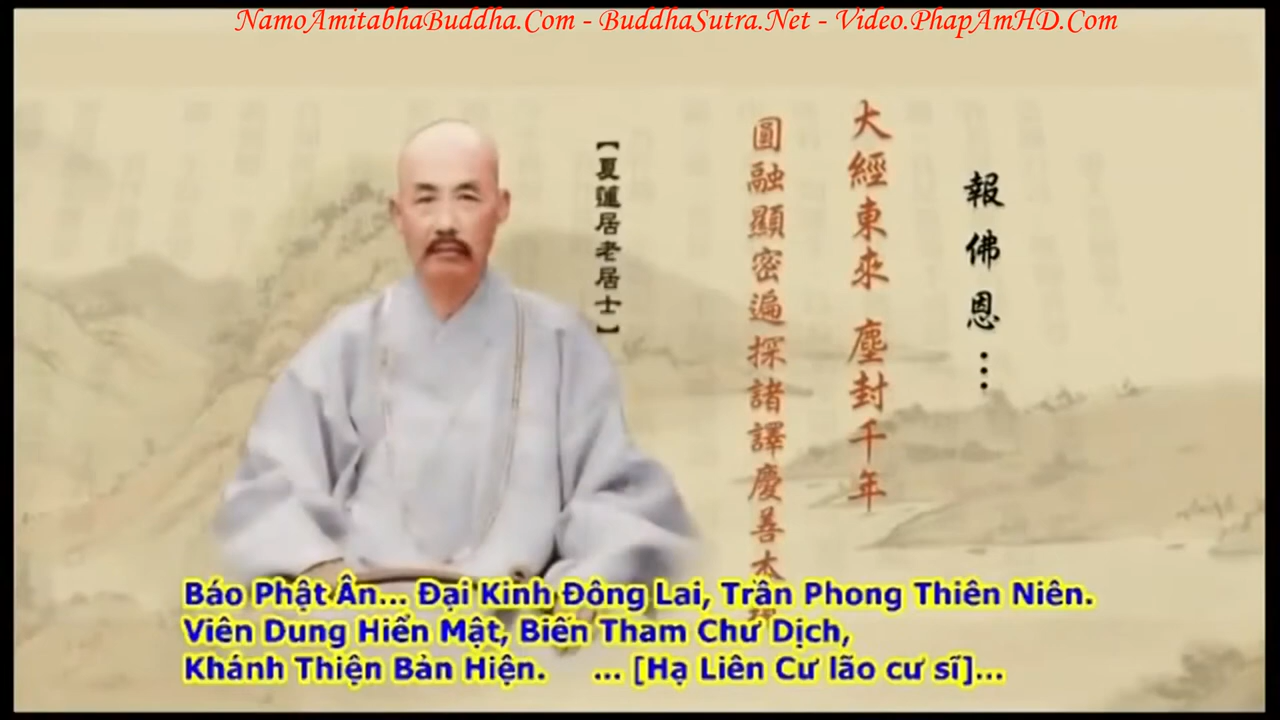 NamoAmitabhaBuddha.Com - BuddhaSutra.Net - Video.PhapAmHD.Com
報佛恩…
大經東來 塵封千年
圓融顯密遍探諸譯慶善本
【夏蓮居老居士】
Báo Phật Ân... Đại Kinh Đông Lai, Trần Phong Thiên Niên.
Viên Dung Hiển Mật, Biến Tham Chư Dịch,
Khánh Thiện Bản Hiện. ... [Hạ Liên Cư lão cư sĩ]...